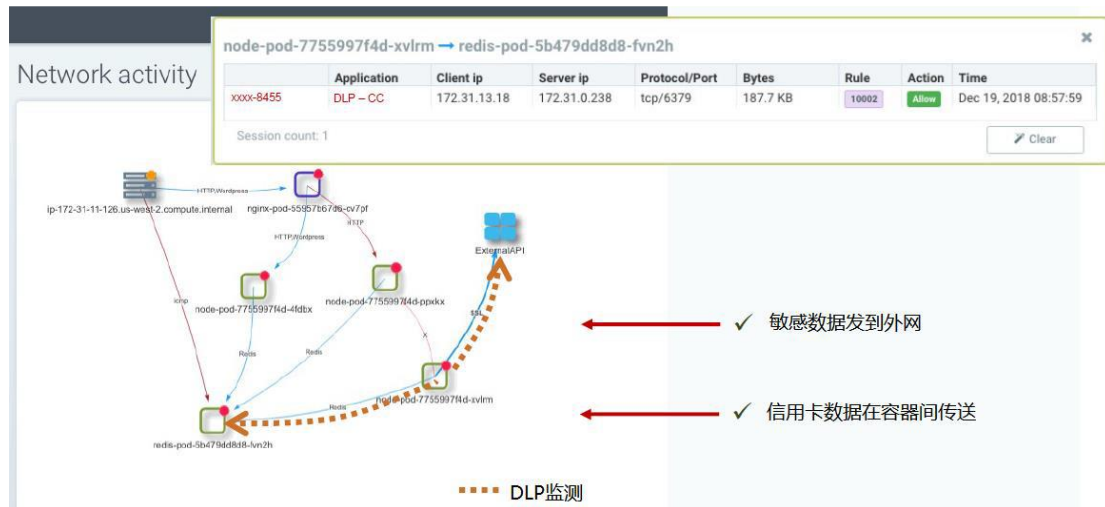 node-pod-7755997f4d-xvlrm → redis-pod-5b479dd8d8-fvn2h
Network activity
Application Client ip Server ip Protocol/Port Bytes Rule Action Time
xxxx-8455 DLP – CC 172.31.13.18 172.31.0.238 tcp/6379 187.7 KB 10002 Allow Dec 19, 2018 08:57:59
Session count: 1
Clear
HTTP/Wordpress
ip-172-31-11-126.us-west-2.compute.internal
nginx-pod-55957b67d6-cv7pf
HTTP
HTTP/Wordpress
ExternalAPI
icmp
node-pod-7755997f4d-4fdbx
node-pod-7755997f4d-ppxkx
SSL
敏感数据发到外网
X
Redis
Redis
node-pod-7755997f4d-xvlrm
Redis
信用卡数据在容器间传送
redis-pod-5b479dd8d8-fvn2h
DLP监测